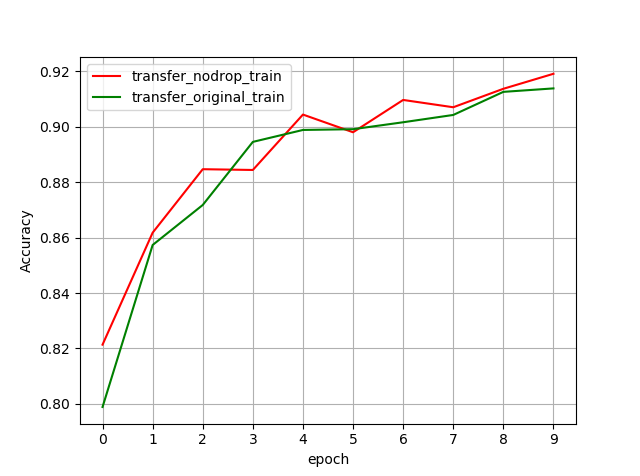 transfer_nodrop_train
transfer_original_train
0.92
0.90
0.88
0.86
0.84
0.82
0.80
Accuracy
0 1 2 3 4 5 6 7 8 9
epoch